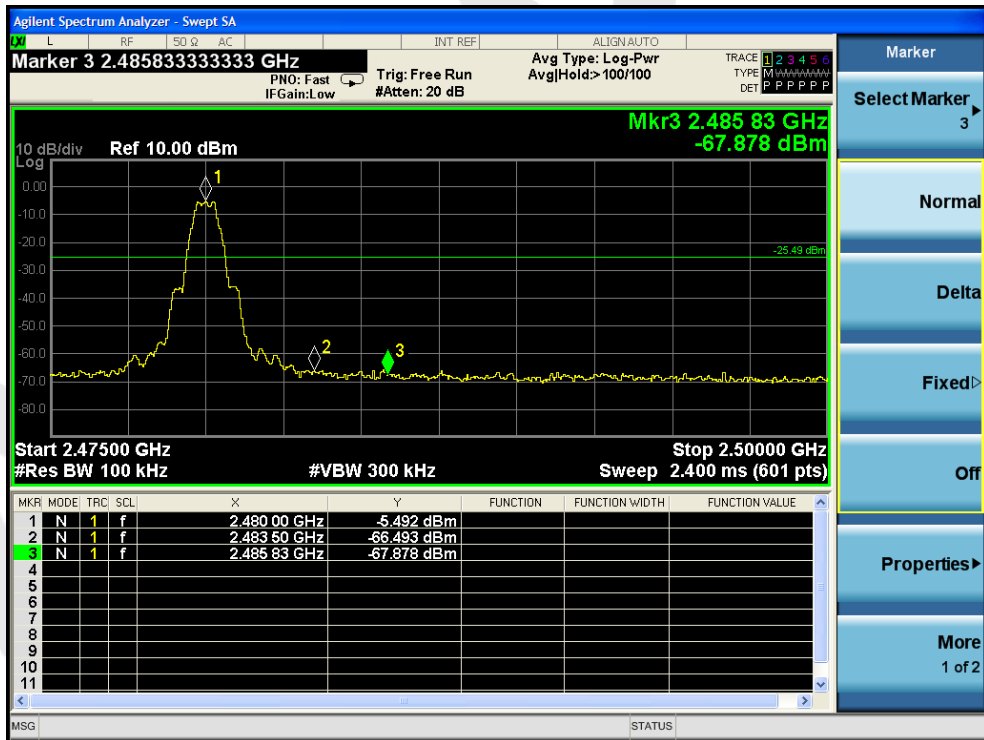 Agilent Spectrum Analyzer - Swept SA
LXI L RF 50 Ω AC INT REF ALIGNAUTO
Marker 3 2.485833333333 GHz
PNO: Fast
IFGain:Low
Trig: Free Run
#Atten: 20 dB
Avg Type: Log-Pwr
Avg|Hold:>100/100
TRACE 1 2 3 4 5 6
TYPE M WWWWW
DET P P P P P P
Mkr3 2.485 83 GHz
-67.878 dBm
10 dB/div Ref 10.00 dBm
Log
0.00
-10.0
-20.0
-30.0
-40.0
-50.0
-60.0
-70.0
-80.0
1
-25.49 dBm
2
3
Start 2.47500 GHz Stop 2.50000 GHz
#Res BW 100 kHz #VBW 300 kHz Sweep 2.400 ms (601 pts)
MKR MODE TRC SCL X Y FUNCTION FUNCTION WIDTH FUNCTION VALUE
1 N 1 f 2.480 00 GHz -5.492 dBm
2 N 1 f 2.483 50 GHz -66.493 dBm
3 N 1 f 2.485 83 GHz -67.878 dBm
4
5
6
7
8
9
10
11
MSG STATUS
Marker
Select Marker
3
Normal
Delta
Fixed
Off
Properties
More
1 of 2